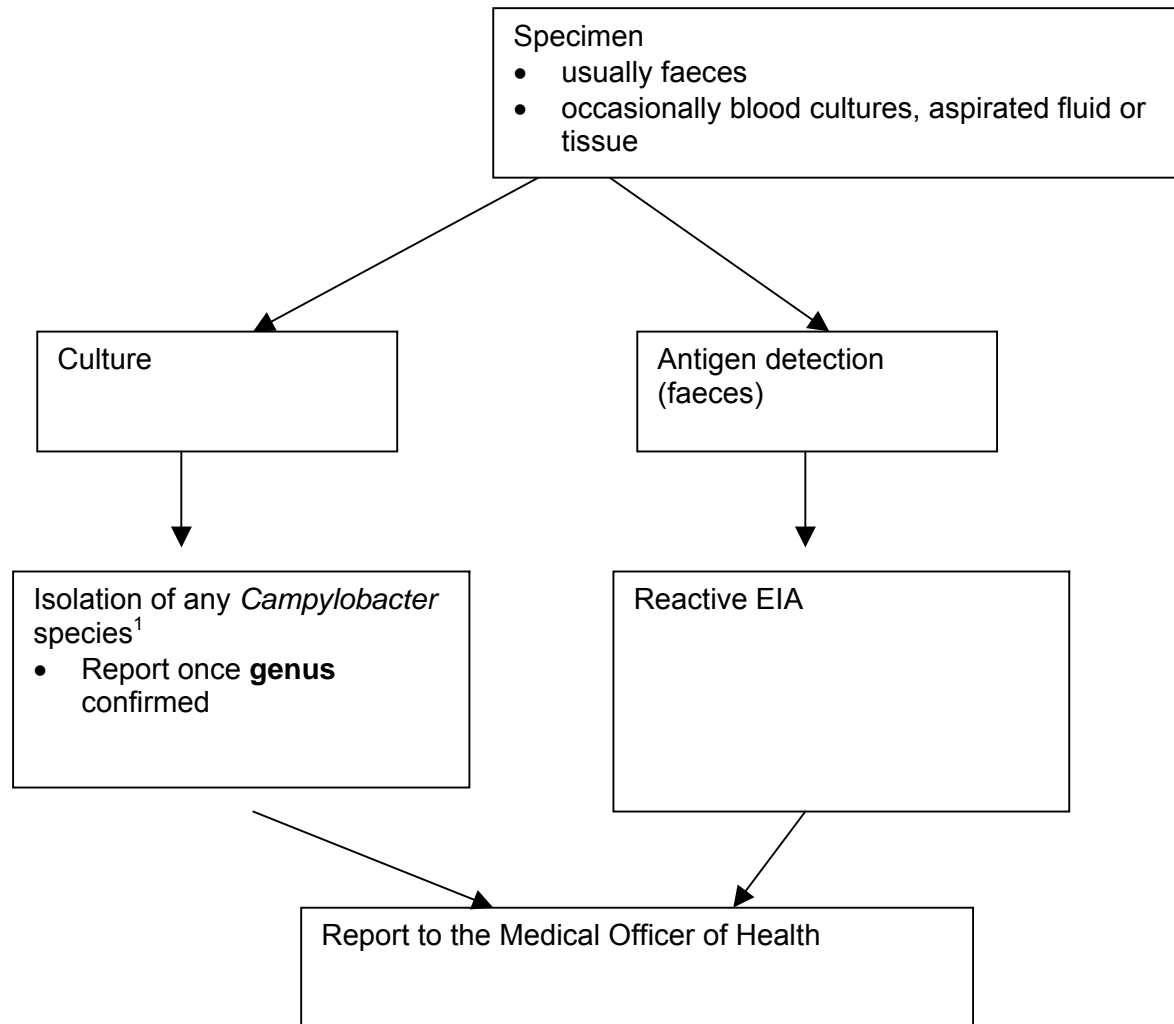 Specimen
• usually faeces
• occasionally blood cultures, aspirated fluid or
tissue
Culture
Antigen detection
(faeces)
Isolation of any Campylobacter
species¹
• Report once genus
confirmed
Reactive EIA
Report to the Medical Officer of Health